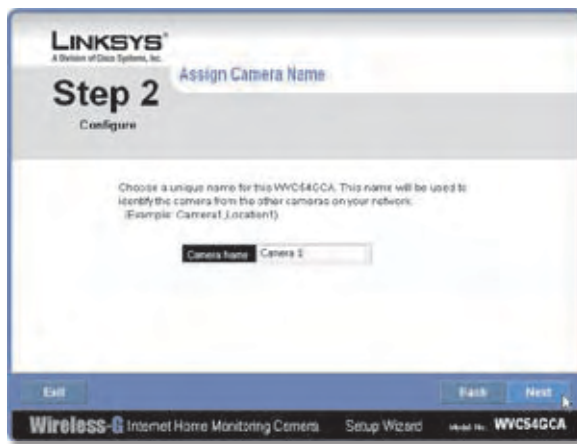 LINKSYS®
A Division of Cisco Systems, Inc.
Assign Camera Name
Step 2
Configure
Choose a unique name for this WVC54GCA. This name will be used to
identify the camera from the other cameras on your network.
(Example: Camera1, Location1)
Camera Name Camera 1
Exit Back Next
Wireless-G Internet Home Monitoring Camera Setup Wizard Model No. WVC54GCA